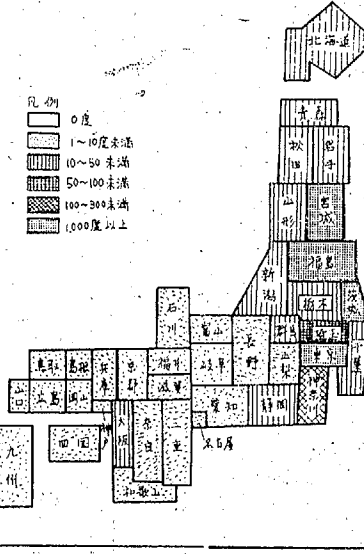 凡例
0度
1〜10度未満
10〜50未満
50〜100未満
100〜300未満
1,000度以上
北海道
青森
秋田
岩手
山形
宮城
福島
新潟
栃木
茨城
千葉
東京
神奈川
石川
富山
長野
群馬
山梨
岐阜
福井
滋賀
京都
兵庫
鳥取
島根
山口
広島
岡山
愛知
静岡
名古屋
神戸
大阪
奈良
三重
和歌山
四国
九州